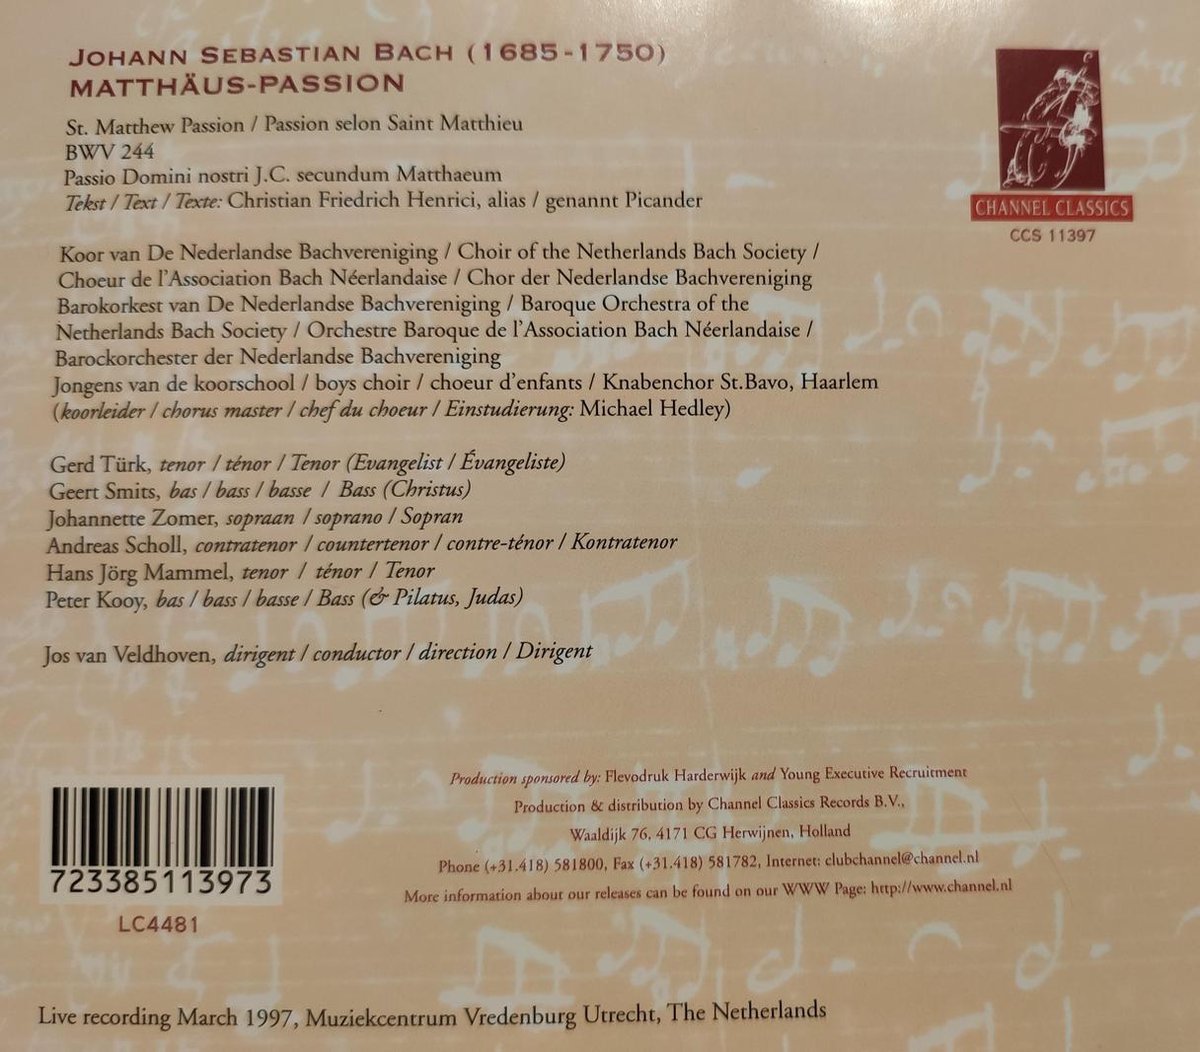 JOHANN SEBASTIAN BACH (1685-1750)
MATTHÄUS-PASSION
St. Matthew Passion / Passion selon Saint Matthieu
BWV 244
Passio Domini nostri J.C. secundum Matthaeum
Tekst / Text / Texte: Christian Friedrich Henrici, alias / genannt Picander
CHANNEL CLASSICS
CCS 11397
Koor van De Nederlandse Bachvereniging / Choir of the Netherlands Bach Society /
Choeur de l'Association Bach Néerlandaise / Chor der Nederlandse Bachvereniging
Barokorkest van De Nederlandse Bachvereniging / Baroque Orchestra of the
Netherlands Bach Society / Orchestre Baroque de l'Association Bach Néerlandaise /
Barockorchester der Nederlandse Bachvereniging
Jongens van de koorschool / boys choir / choeur d'enfants / Knabenchor St.Bavo, Haarlem
(koorleider / chorus master / chef du choeur / Einstudierung: Michael Hedley)
Gerd Türk, tenor / ténor / Tenor (Evangelist / Évangeliste)
Geert Smits, bas / bass / basse / Bass (Christus)
Johannette Zomer, sopraan / soprano / Sopran
Andreas Scholl, contratenor / countertenor / contre-ténor / Kontratenor
Hans Jörg Mammel, tenor / ténor / Tenor
Peter Kooy, bas / bass / basse / Bass (& Pilatus, Judas)
Jos van Veldhoven, dirigent / conductor / direction / Dirigent
Production sponsored by: Flevodruk Harderwijk and Young Executive Recruitment
Production & distribution by Channel Classics Records B.V.,
Waaldijk 76, 4171 CG Herwijnen, Holland
Phone (+31.418) 581800, Fax (+31.418) 581782, Internet: clubchannel@channel.nl
More information about our releases can be found on our WWW Page: http://www.channel.nl
723385113973
LC4481
Live recording March 1997, Muziekcentrum Vredenburg Utrecht, The Netherlands